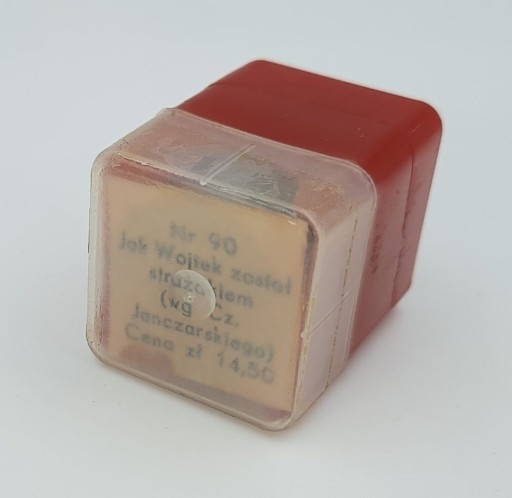 Nr 90
Jak Wojtek został
strażakiem
(wg Cz.
Janczarskiego)
Cena zł 14,50